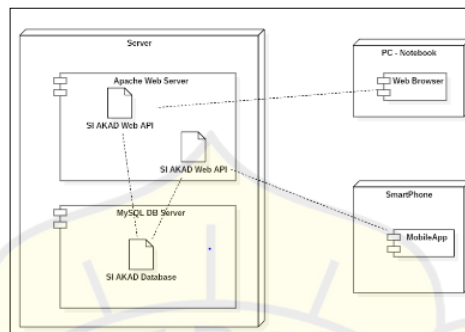 Server
Apache Web Server
SI AKAD Web API
SI AKAD Web API
MySQL DB Server
SI AKAD Database
PC - Notebook
Web Browser
SmartPhone
MobileApp